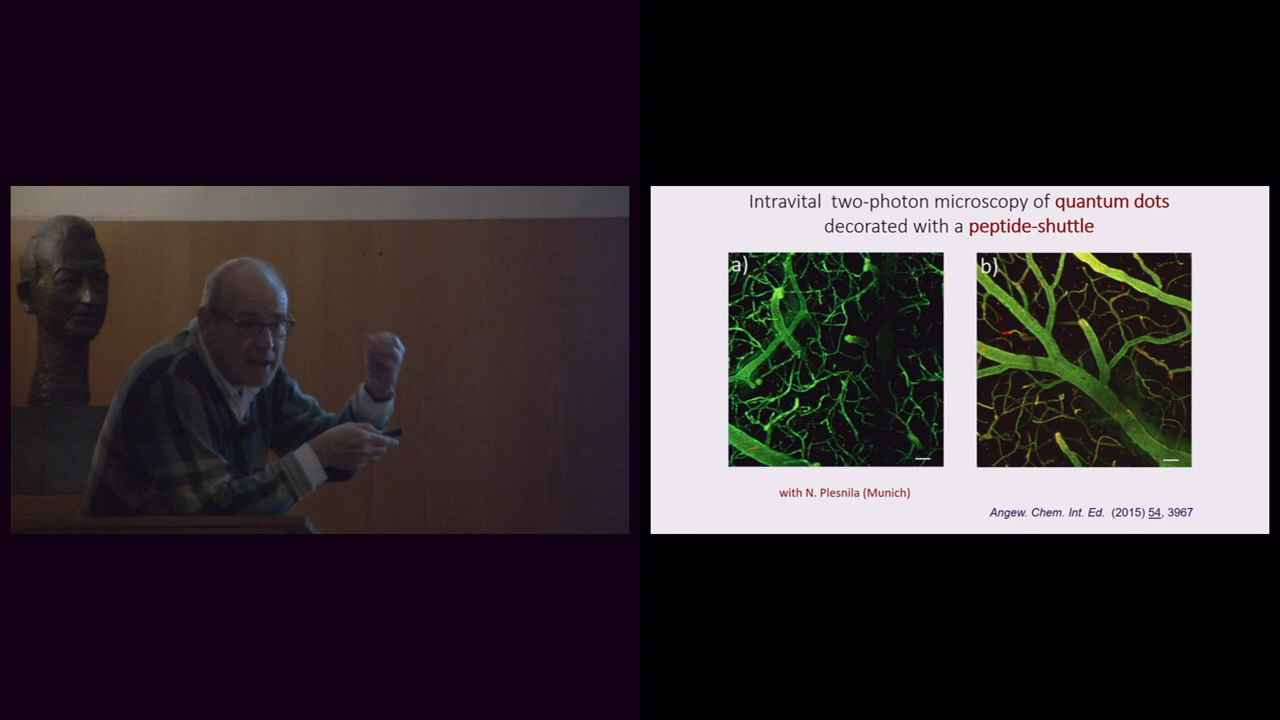 Intravital two-photon microscopy of quantum dots
decorated with a peptide-shuttle
a)
b)
with N. Plesnila (Munich)
Angew. Chem. Int. Ed. (2015) 54, 3967